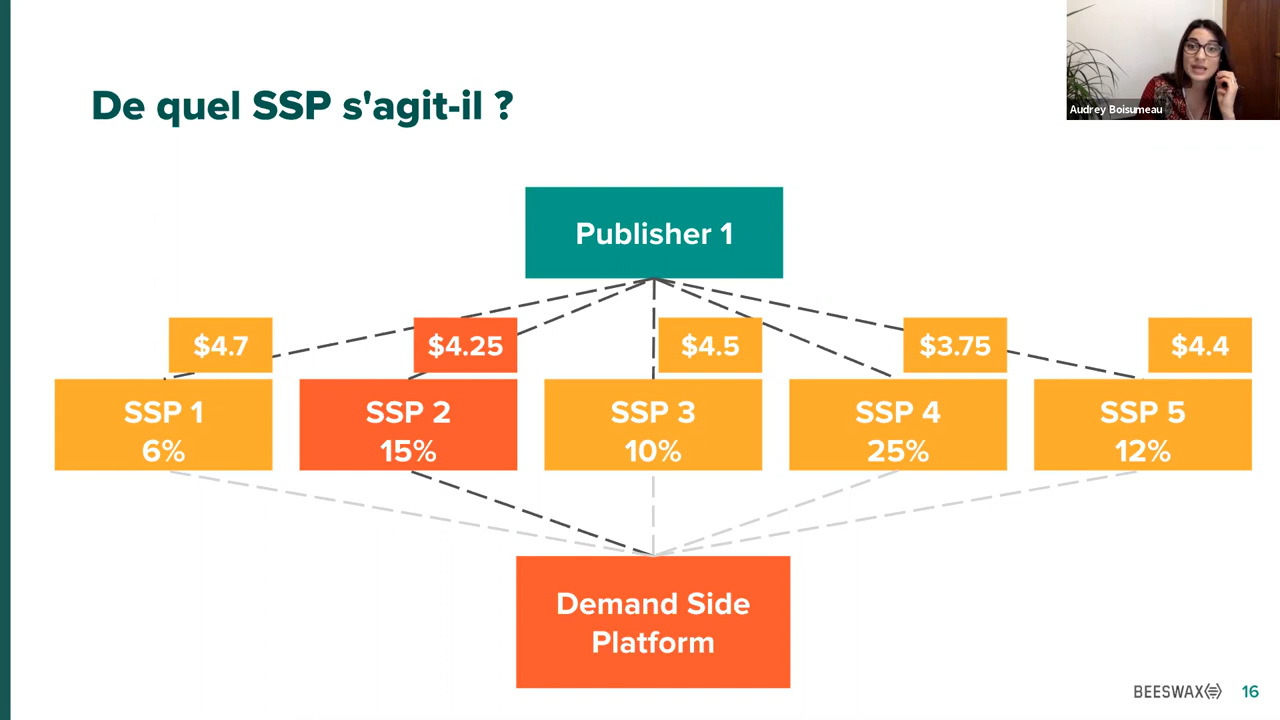 Audrey Boisumeau
De quel SSP s'agit-il ?
Publisher 1
$4.7
$4.25
$4.5
$3.75
$4.4
SSP 1
6%
SSP 2
15%
SSP 3
10%
SSP 4
25%
SSP 5
12%
Demand Side
Platform
BEESWAX
16